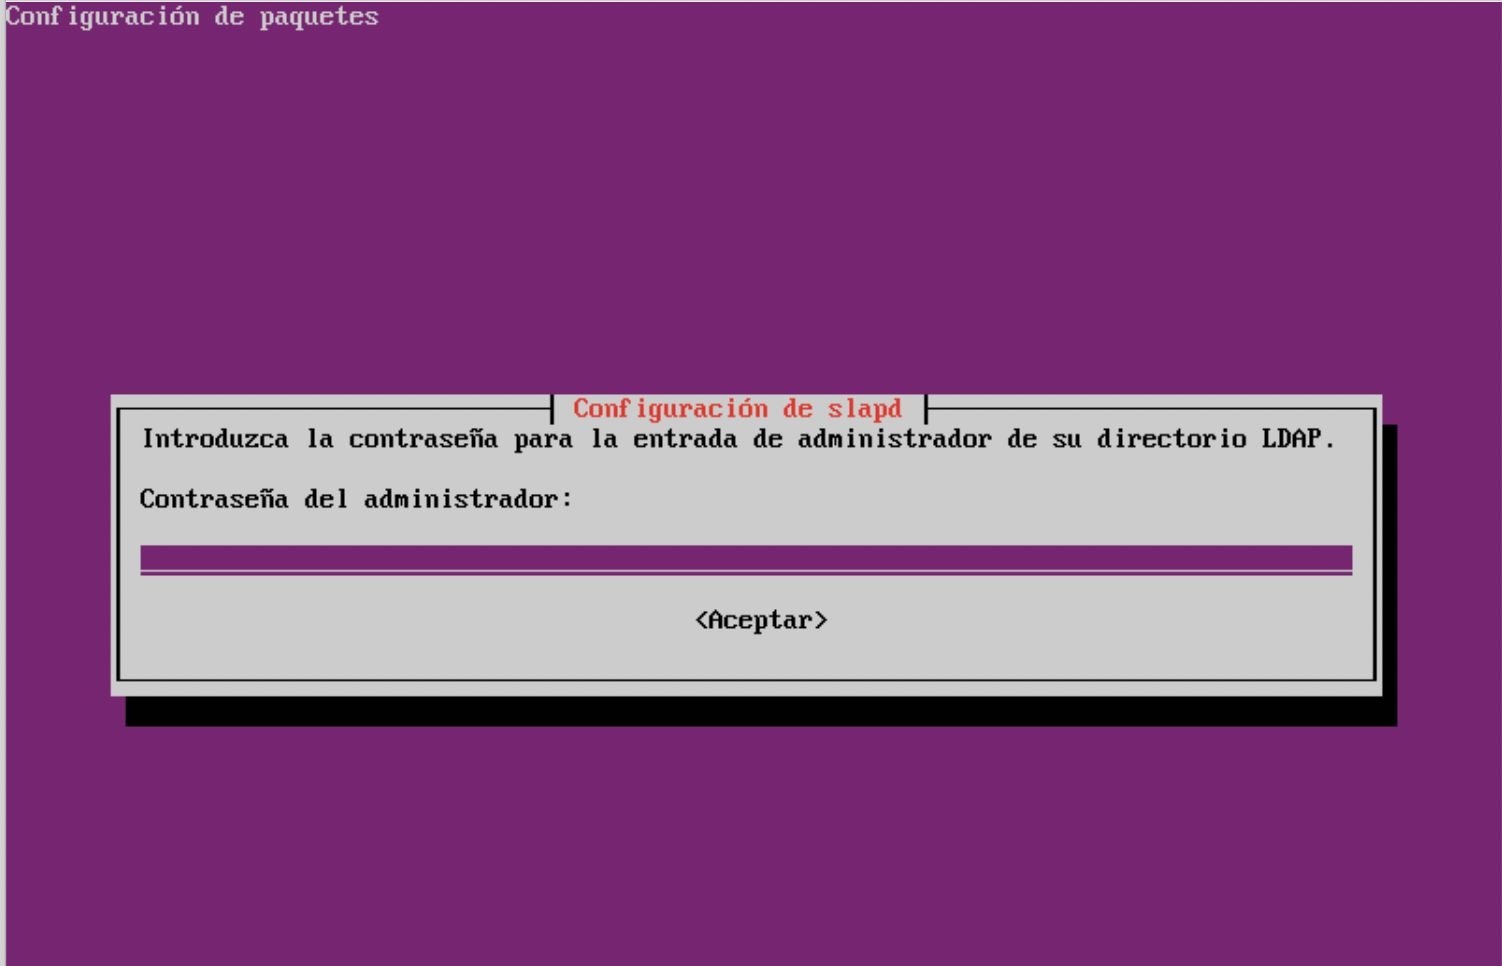 Configuración de paquetes
Configuración de slapd
Introduzca la contraseña para la entrada de administrador de su directorio LDAP.
Contraseña del administrador:
<Aceptar>